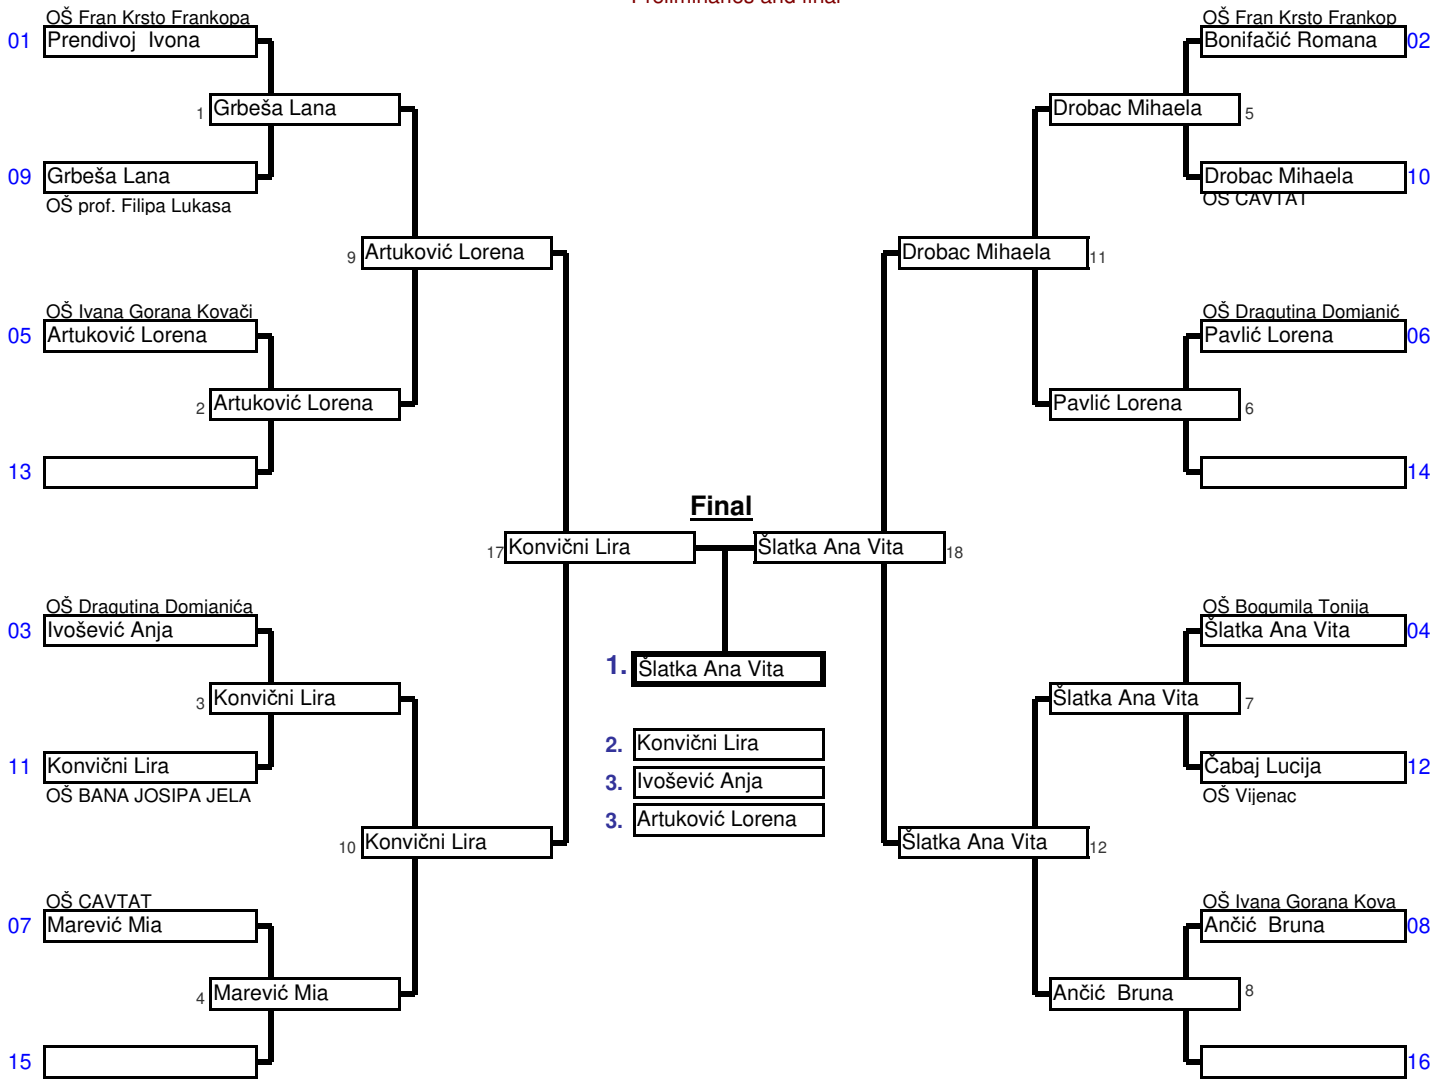 Preliminaries and final
OŠ Fran Krsto Frankopa
01 Prendivoj Ivona
1 Grbeša Lana
09 Grbeša Lana
OŠ prof. Filipa Lukasa
9 Artuković Lorena
OŠ Ivana Gorana Kovači
05 Artuković Lorena
2 Artuković Lorena
13
17 Konvični Lira
OŠ Dragutina Domjanića
03 Ivošević Anja
3 Konvični Lira
11 Konvični Lira
OŠ BANA JOSIPA JELA
10 Konvični Lira
OŠ CAVTAT
07 Marević Mia
4 Marević Mia
15
Final
1. Šlatka Ana Vita
2. Konvični Lira
3. Ivošević Anja
3. Artuković Lorena
OŠ Fran Krsto Frankop
Bonifačić Romana 02
Drobac Mihaela 5
Drobac Mihaela 10
OŠ CAVTAT
Drobac Mihaela 11
OŠ Dragutina Domjanić
Pavlić Lorena 06
Pavlić Lorena 6
14
Šlatka Ana Vita 18
OŠ Bogumila Tonija
Šlatka Ana Vita 04
Šlatka Ana Vita 7
Čabaj Lucija 12
OŠ Vijenac
Šlatka Ana Vita 12
OŠ Ivana Gorana Kova
Ančić Bruna 08
Ančić Bruna 8
16